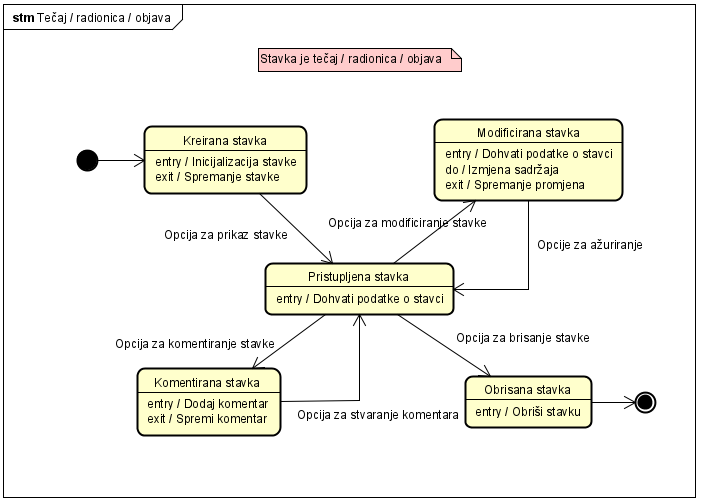 stm Tečaj / radionica / objava
Stavka je tečaj / radionica / objava
Kreirana stavka
entry / Inicijalizacija stavke
exit / Spremanje stavke
Modificirana stavka
entry / Dohvati podatke o stavci
do / Izmjena sadržaja
exit / Spremanje promjena
Opcija za prikaz stavke
Opcija za modificiranje stavke
Opcije za ažuriranje
Pristupljena stavka
entry / Dohvati podatke o stavci
Opcija za komentiranje stavke
Opcija za brisanje stavke
Komentirana stavka
entry / Dodaj komentar
exit / Spremi komentar
Opcija za stvaranje komentara
Obrisana stavka
entry / Obriši stavku